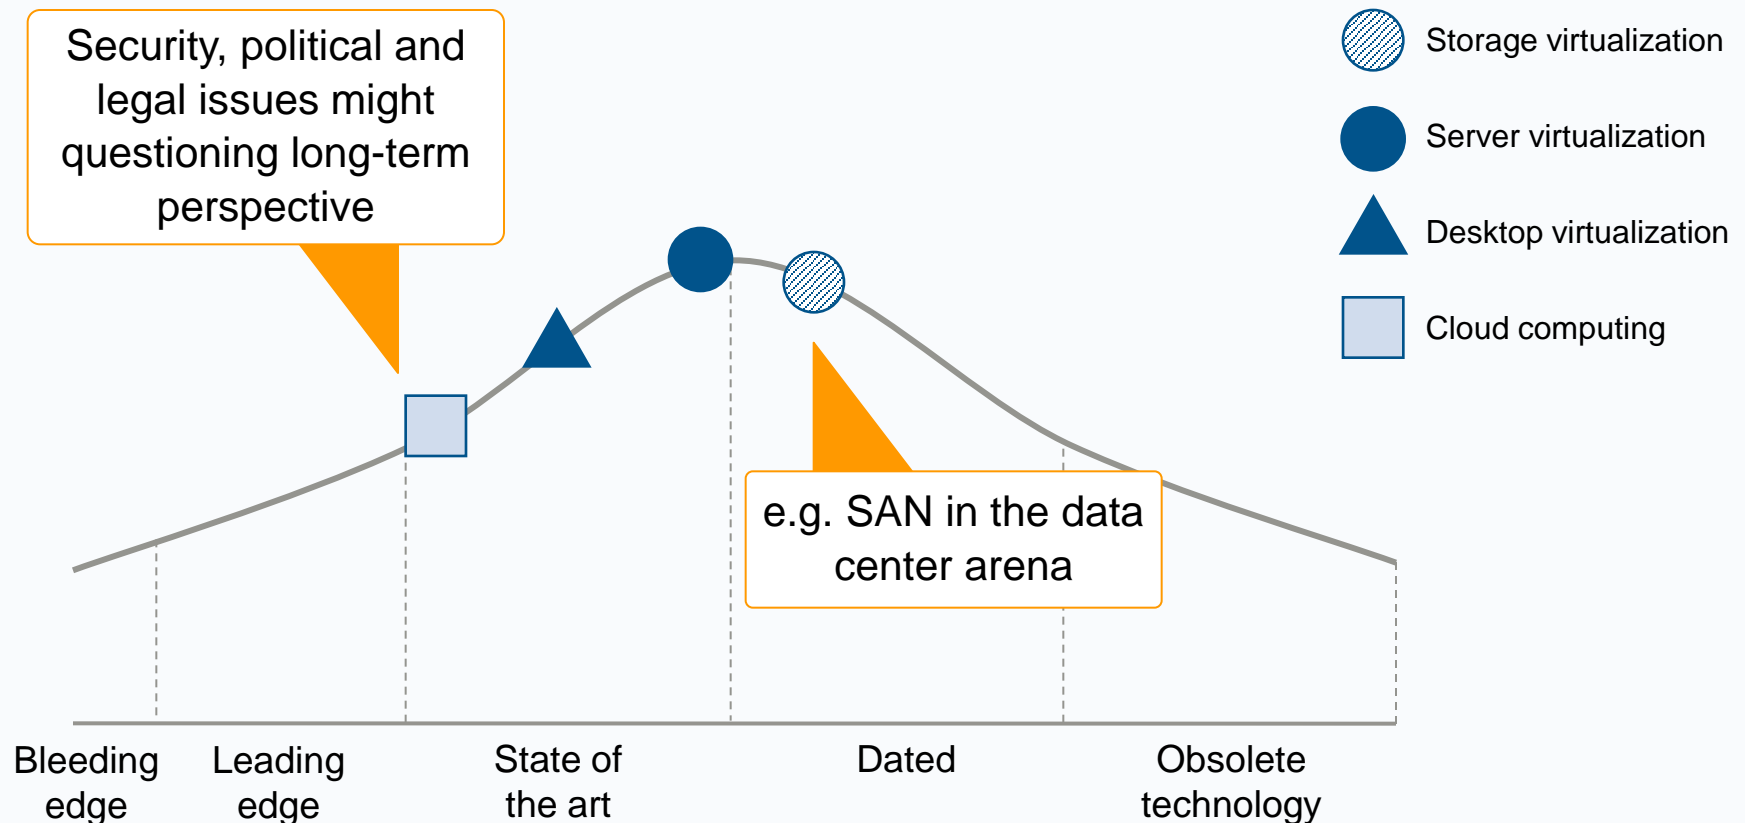 Security, political and
legal issues might
questioning long-term
perspective
Storage virtualization
Server virtualization
Desktop virtualization
Cloud computing
e.g. SAN in the data
center arena
Bleeding
edge
Leading
edge
State of
the art
Dated
Obsolete
technology